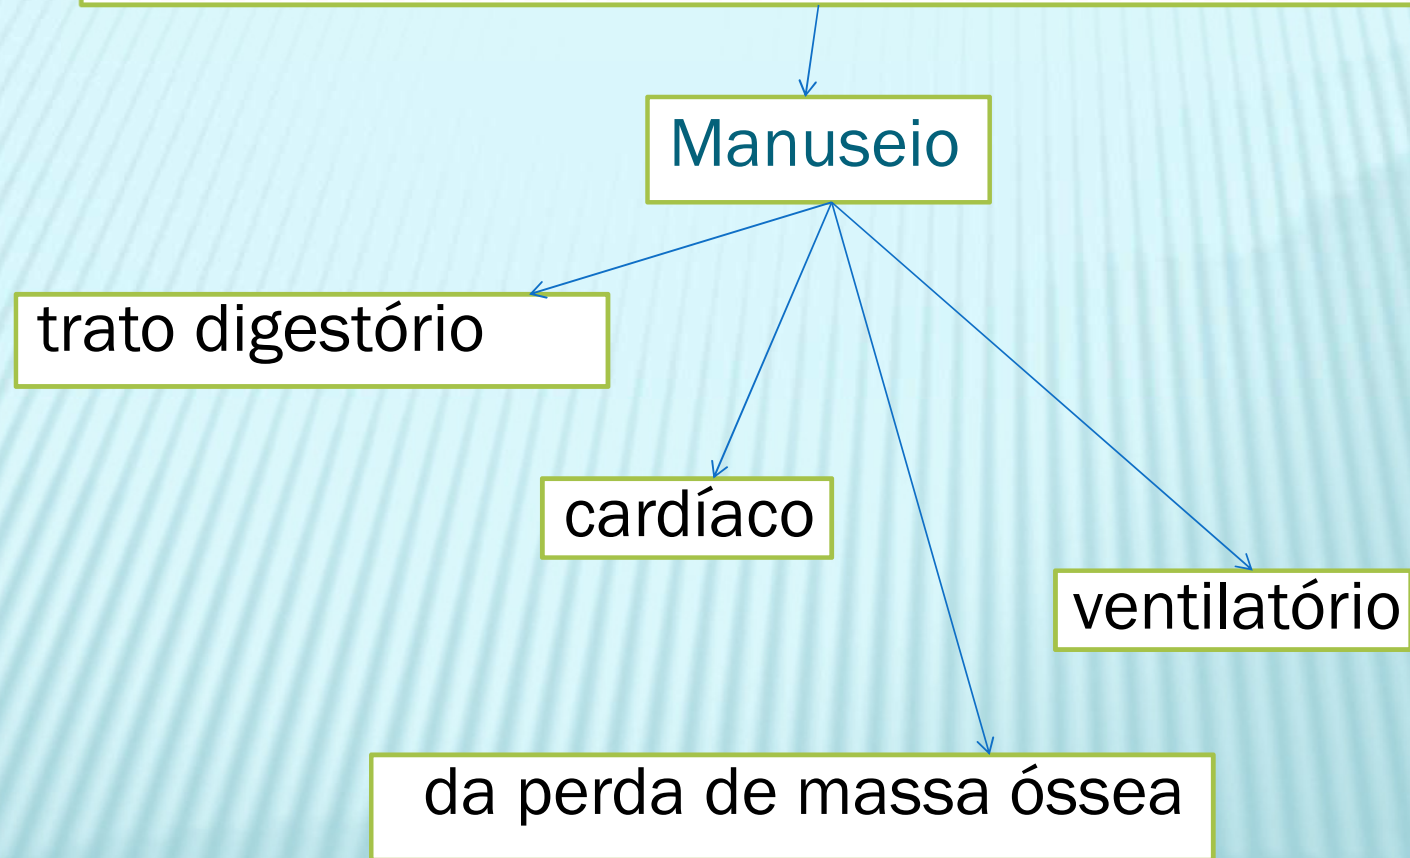 Manuseio
trato digestório
cardíaco
ventilatório
da perda de massa óssea